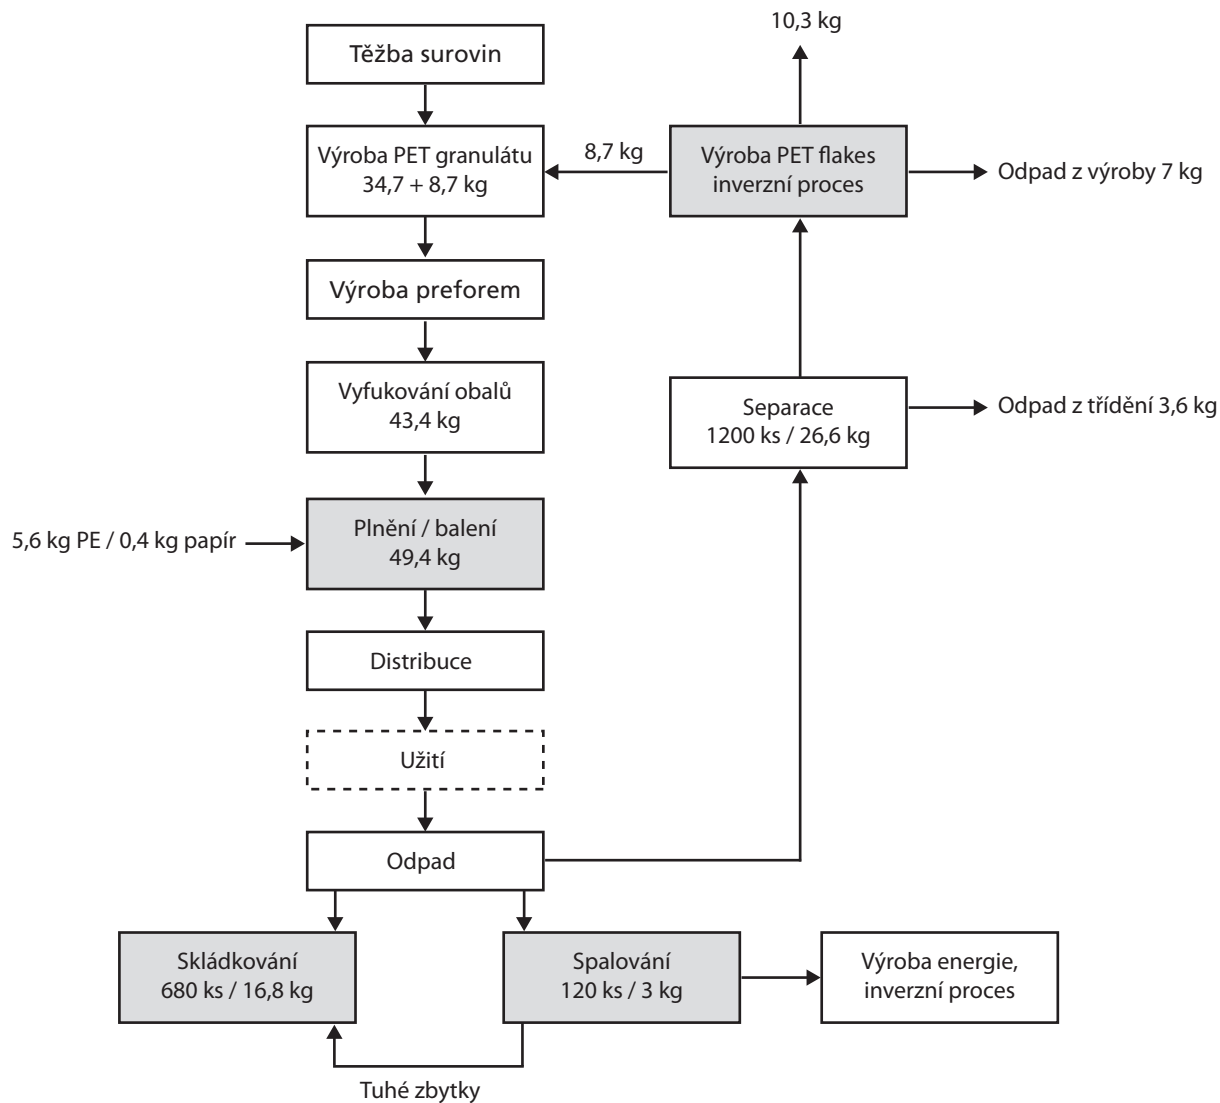 10,3 kg
Těžba surovin
Výroba PET granulátu
34,7 + 8,7 kg
8,7 kg
Výroba PET flakes
inverzní proces
Odpad z výroby 7 kg
Výroba preforem
Vyfukování obalů
43,4 kg
Separace
1200 ks / 26,6 kg
Odpad z třídění 3,6 kg
5,6 kg PE / 0,4 kg papír
Plnění / balení
49,4 kg
Distribuce
Užití
Odpad
Skládkování
680 ks / 16,8 kg
Spalování
120 ks / 3 kg
Výroba energie,
inverzní proces
Tuhé zbytky